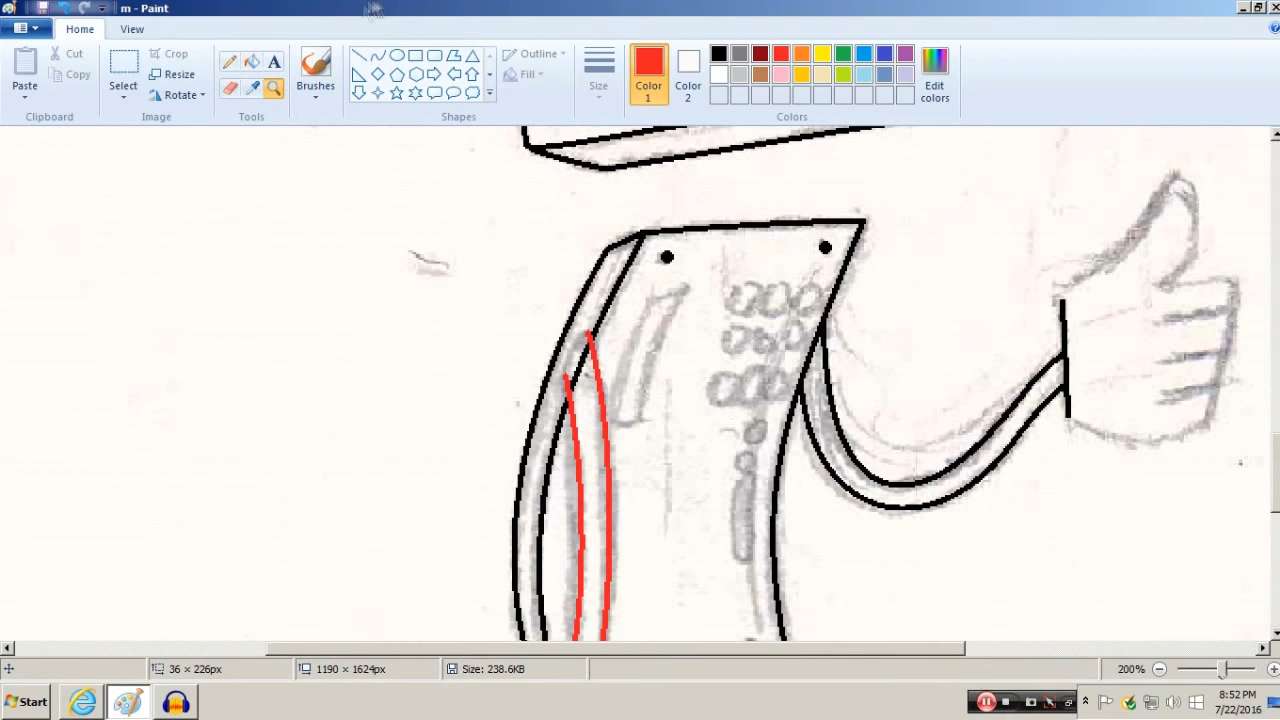 m - Paint
Home View
Paste Cut Copy
Clipboard
Select Crop Resize Rotate
Image
A
Tools
Brushes
Outline Fill
Shapes
Size
Color 1
Color 2
Edit colors
Colors
36 × 226px
1190 × 1624px
Size: 238.6KB
200%
Start
8:52 PM
7/22/2016